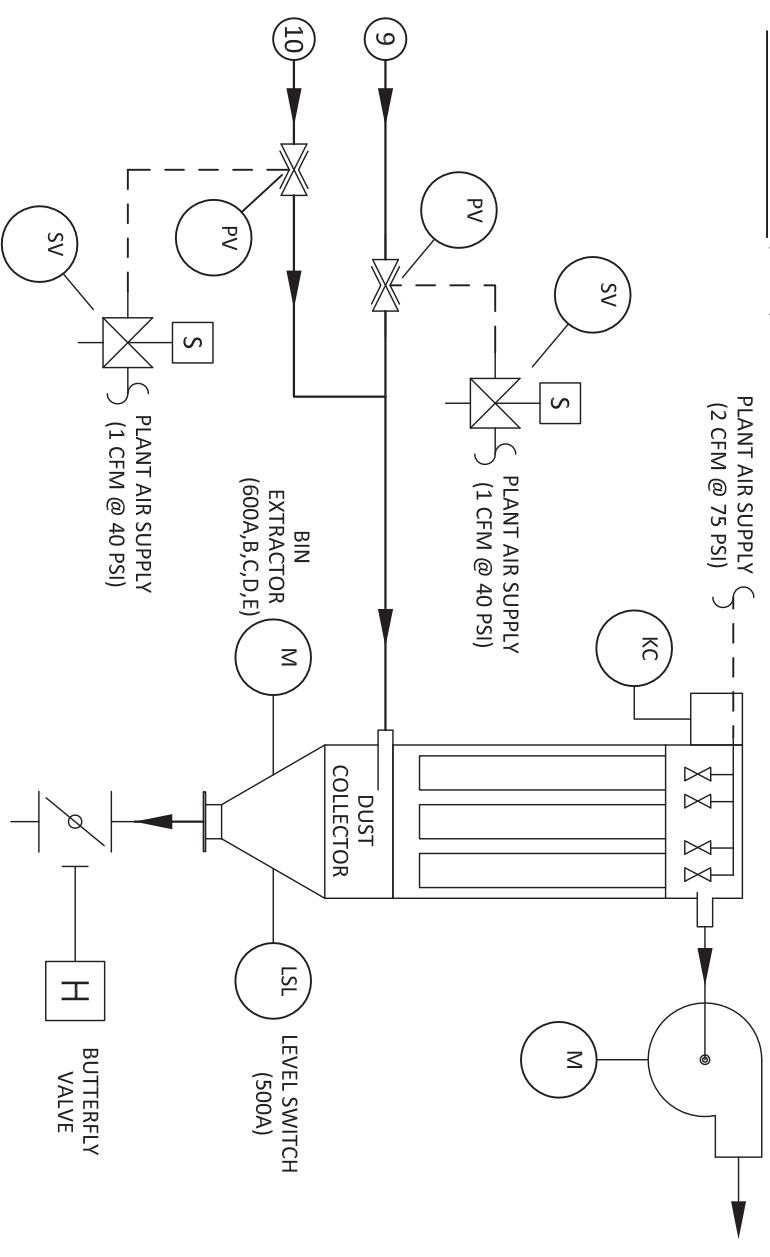 PLANT AIR SUPPLY
(2 CFM @ 75 PSI)
KC
M
SV
S
PLANT AIR SUPPLY
(1 CFM @ 40 PSI)
PV
9
10
PV
SV
S
PLANT AIR SUPPLY
(1 CFM @ 40 PSI)
DUST
COLLECTOR
BIN
EXTRACTOR
(600A,B,C,D,E)
M
LSL
LEVEL SWITCH
(500A)
H
BUTTERFLY
VALVE